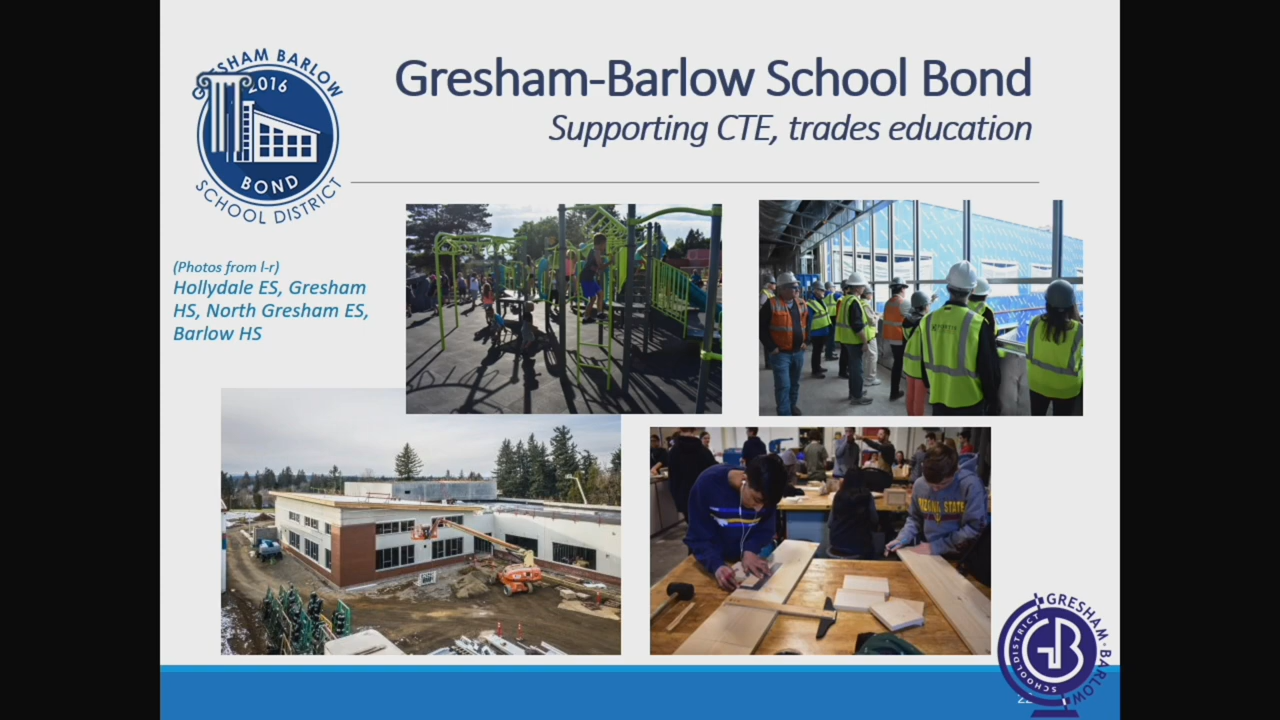 GRESHAM BARLOW
2016
BOND
SCHOOL DISTRICT
Gresham-Barlow School Bond
Supporting CTE, trades education
(Photos from l-r)
Hollydale ES, Gresham
HS, North Gresham ES,
Barlow HS
STATE
GRESHAM-BARLOW
SCHOOL DISTRICT
GB